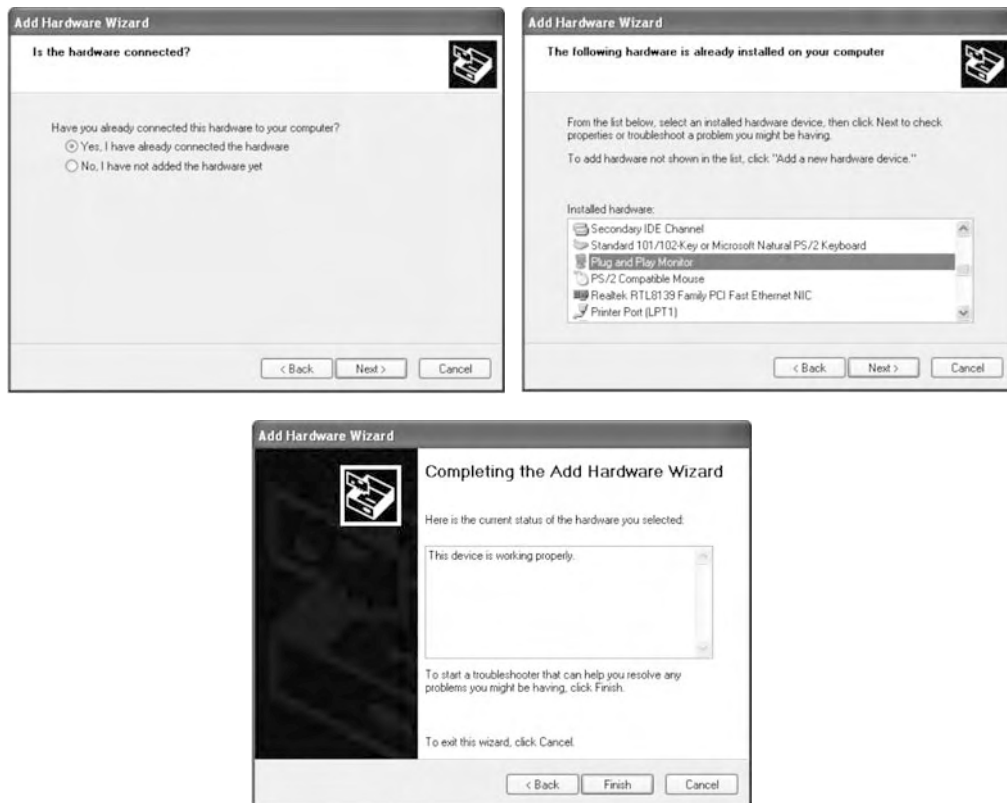 Add Hardware Wizard
Is the hardware connected?
Have you already connected this hardware to your computer?
Yes, I have already connected the hardware
No, I have not added the hardware yet
< Back Next > Cancel
Add Hardware Wizard
The following hardware is already installed on your computer
From the list below, select an installed hardware device, then click Next to check
properties or troubleshoot a problem you might be having.
To add hardware not shown in the list, click "Add a new hardware device."
Installed hardware:
Secondary IDE Channel
Standard 101/102-Key or Microsoft Natural PS/2 Keyboard
Plug and Play Monitor
PS/2 Compatible Mouse
Realtek RTL8139 Family PCI Fast Ethernet NIC
Printer Port (LPT1)
< Back Next > Cancel
Add Hardware Wizard
Completing the Add Hardware Wizard
Here is the current status of the hardware you selected:
This device is working properly.
To start a troubleshooter that can help you resolve any
problems you might be having, click Finish.
To exit this wizard, click Cancel.
< Back Finish Cancel